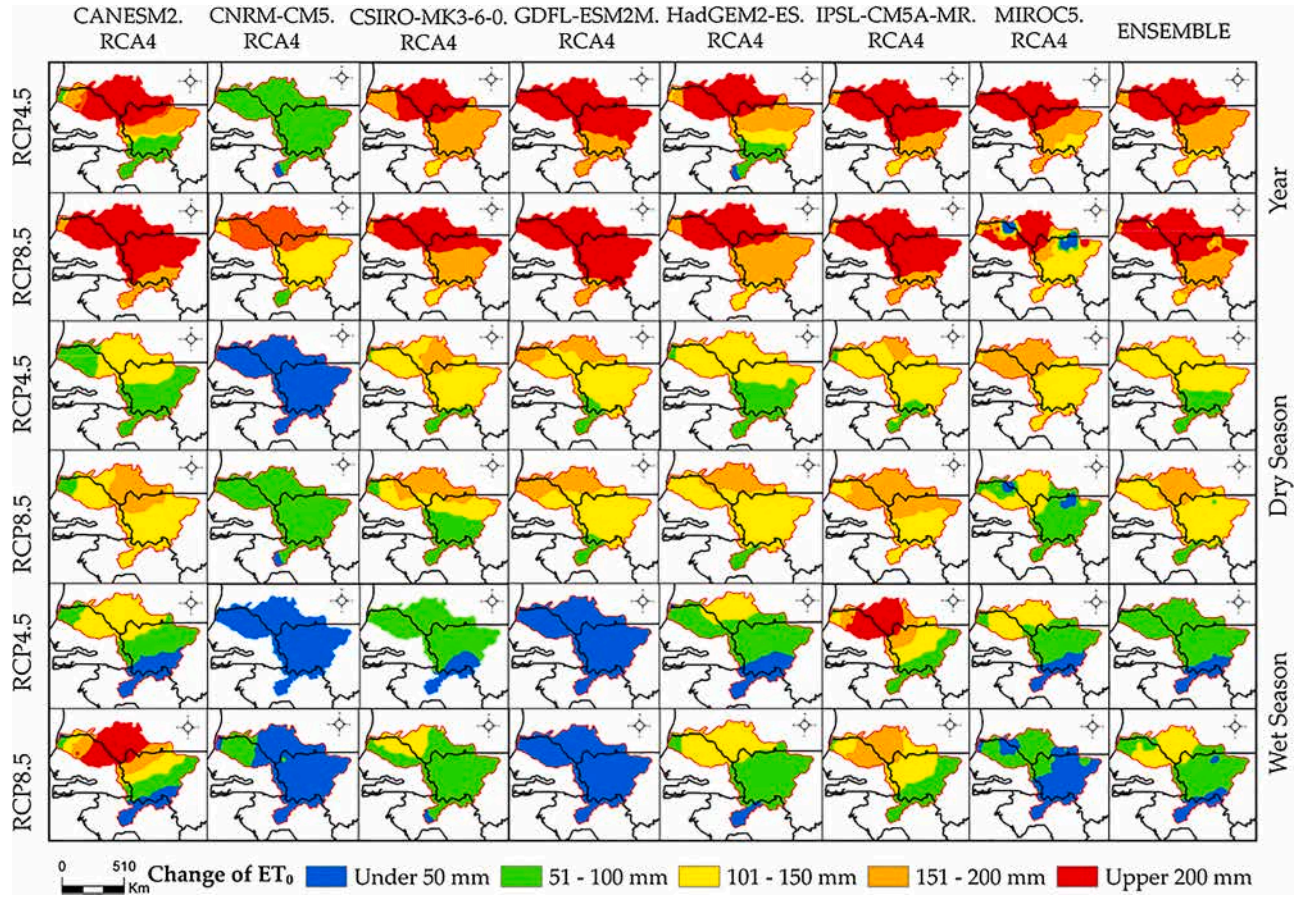 CANESM2. CNRM-CM5. CSIRO-MK3-6-0. GDFL-ESM2M. HadGEM2-ES. IPSL-CM5A-MR. MIROC5. ENSEMBLE
RCA4 RCA4 RCA4 RCA4 RCA4 RCA4 RCA4
RCP4.5
RCP8.5
Year
RCP4.5
RCP8.5
Dry Season
RCP4.5
RCP8.5
Wet Season
0 510
Km
Change of ET₀ Under 50 mm 51 - 100 mm 101 - 150 mm 151 - 200 mm Upper 200 mm